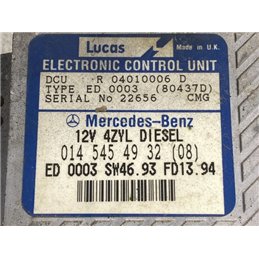 Lucas Made in U.K.
ELECTRONIC CONTROL UNIT
DCU R 04010006 D
TYPE ED 0003 (80437D)
SERIAL No 22656 CMG
Mercedes-Benz
12V 4ZYL DIESEL
014 545 49 32 (08)
ED 0003 SW46.93 FD13.94